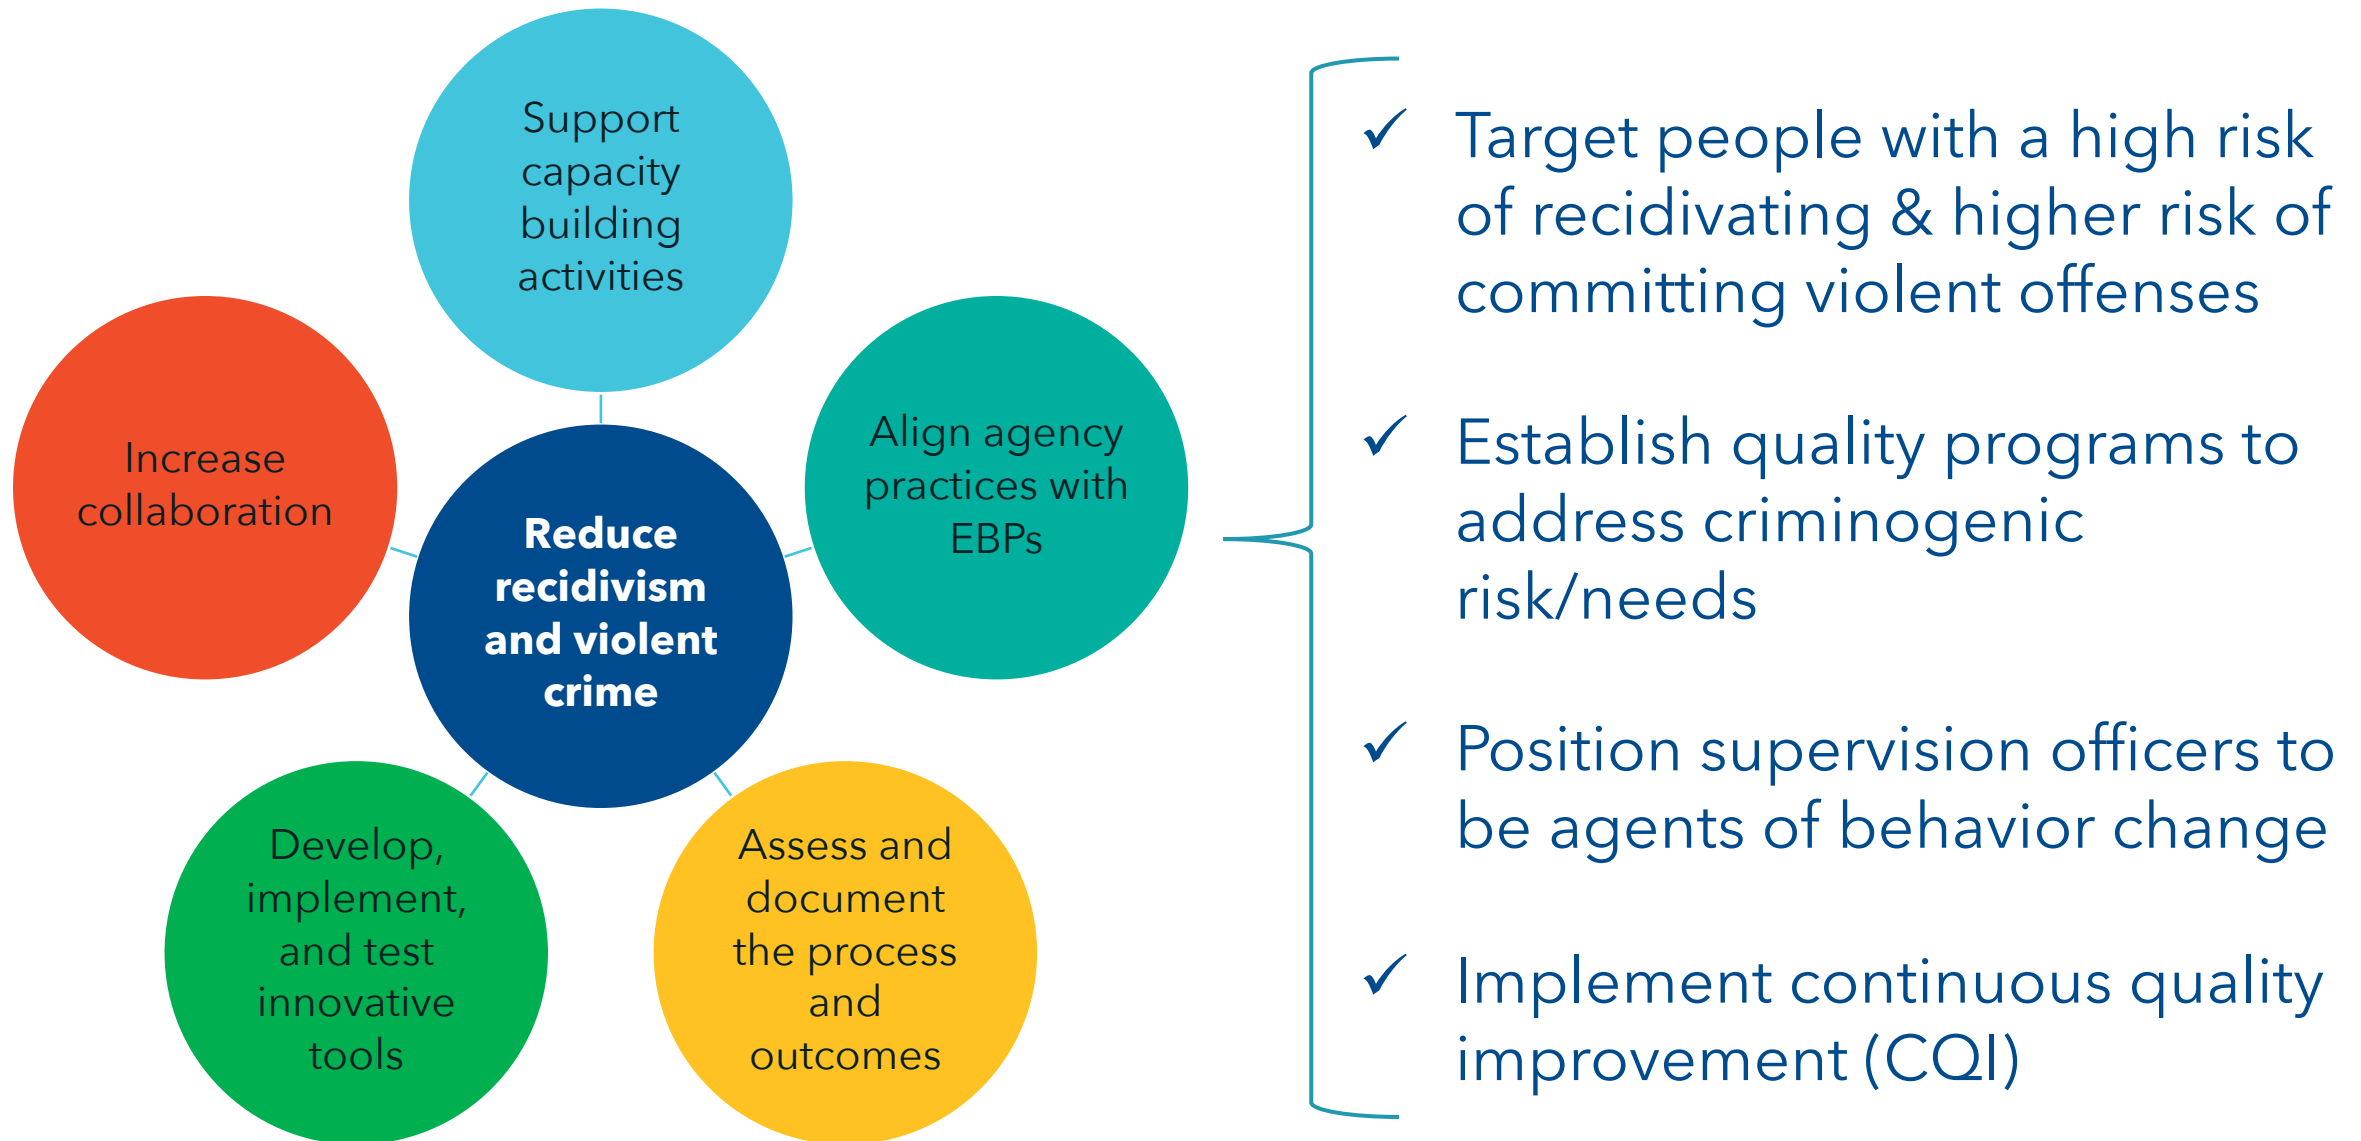 Support
capacity
building
activities
Increase
collaboration
Align agency
practices with
EBPs
Reduce
recidivism
and violent
crime
Develop,
implement,
and test
innovative
tools
Assess and
document
the process
and
outcomes
✓ Target people with a high risk
of recidivating & higher risk of
committing violent offenses
✓ Establish quality programs to
address criminogenic
risk/needs
✓ Position supervision officers to
be agents of behavior change
✓ Implement continuous quality
improvement (CQI)